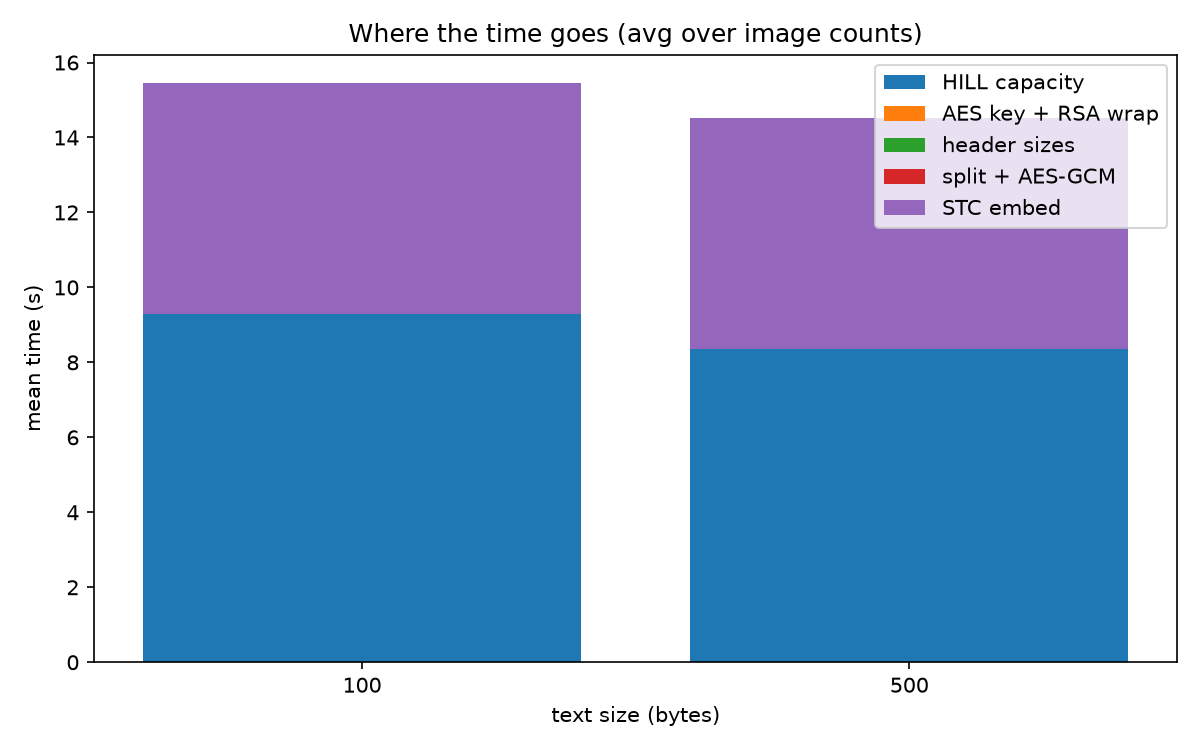 Where the time goes (avg over image counts)
HILL capacity
AES key + RSA wrap
header sizes
split + AES-GCM
STC embed
mean time (s)
16
14
12
10
8
6
4
2
0
100
500
text size (bytes)